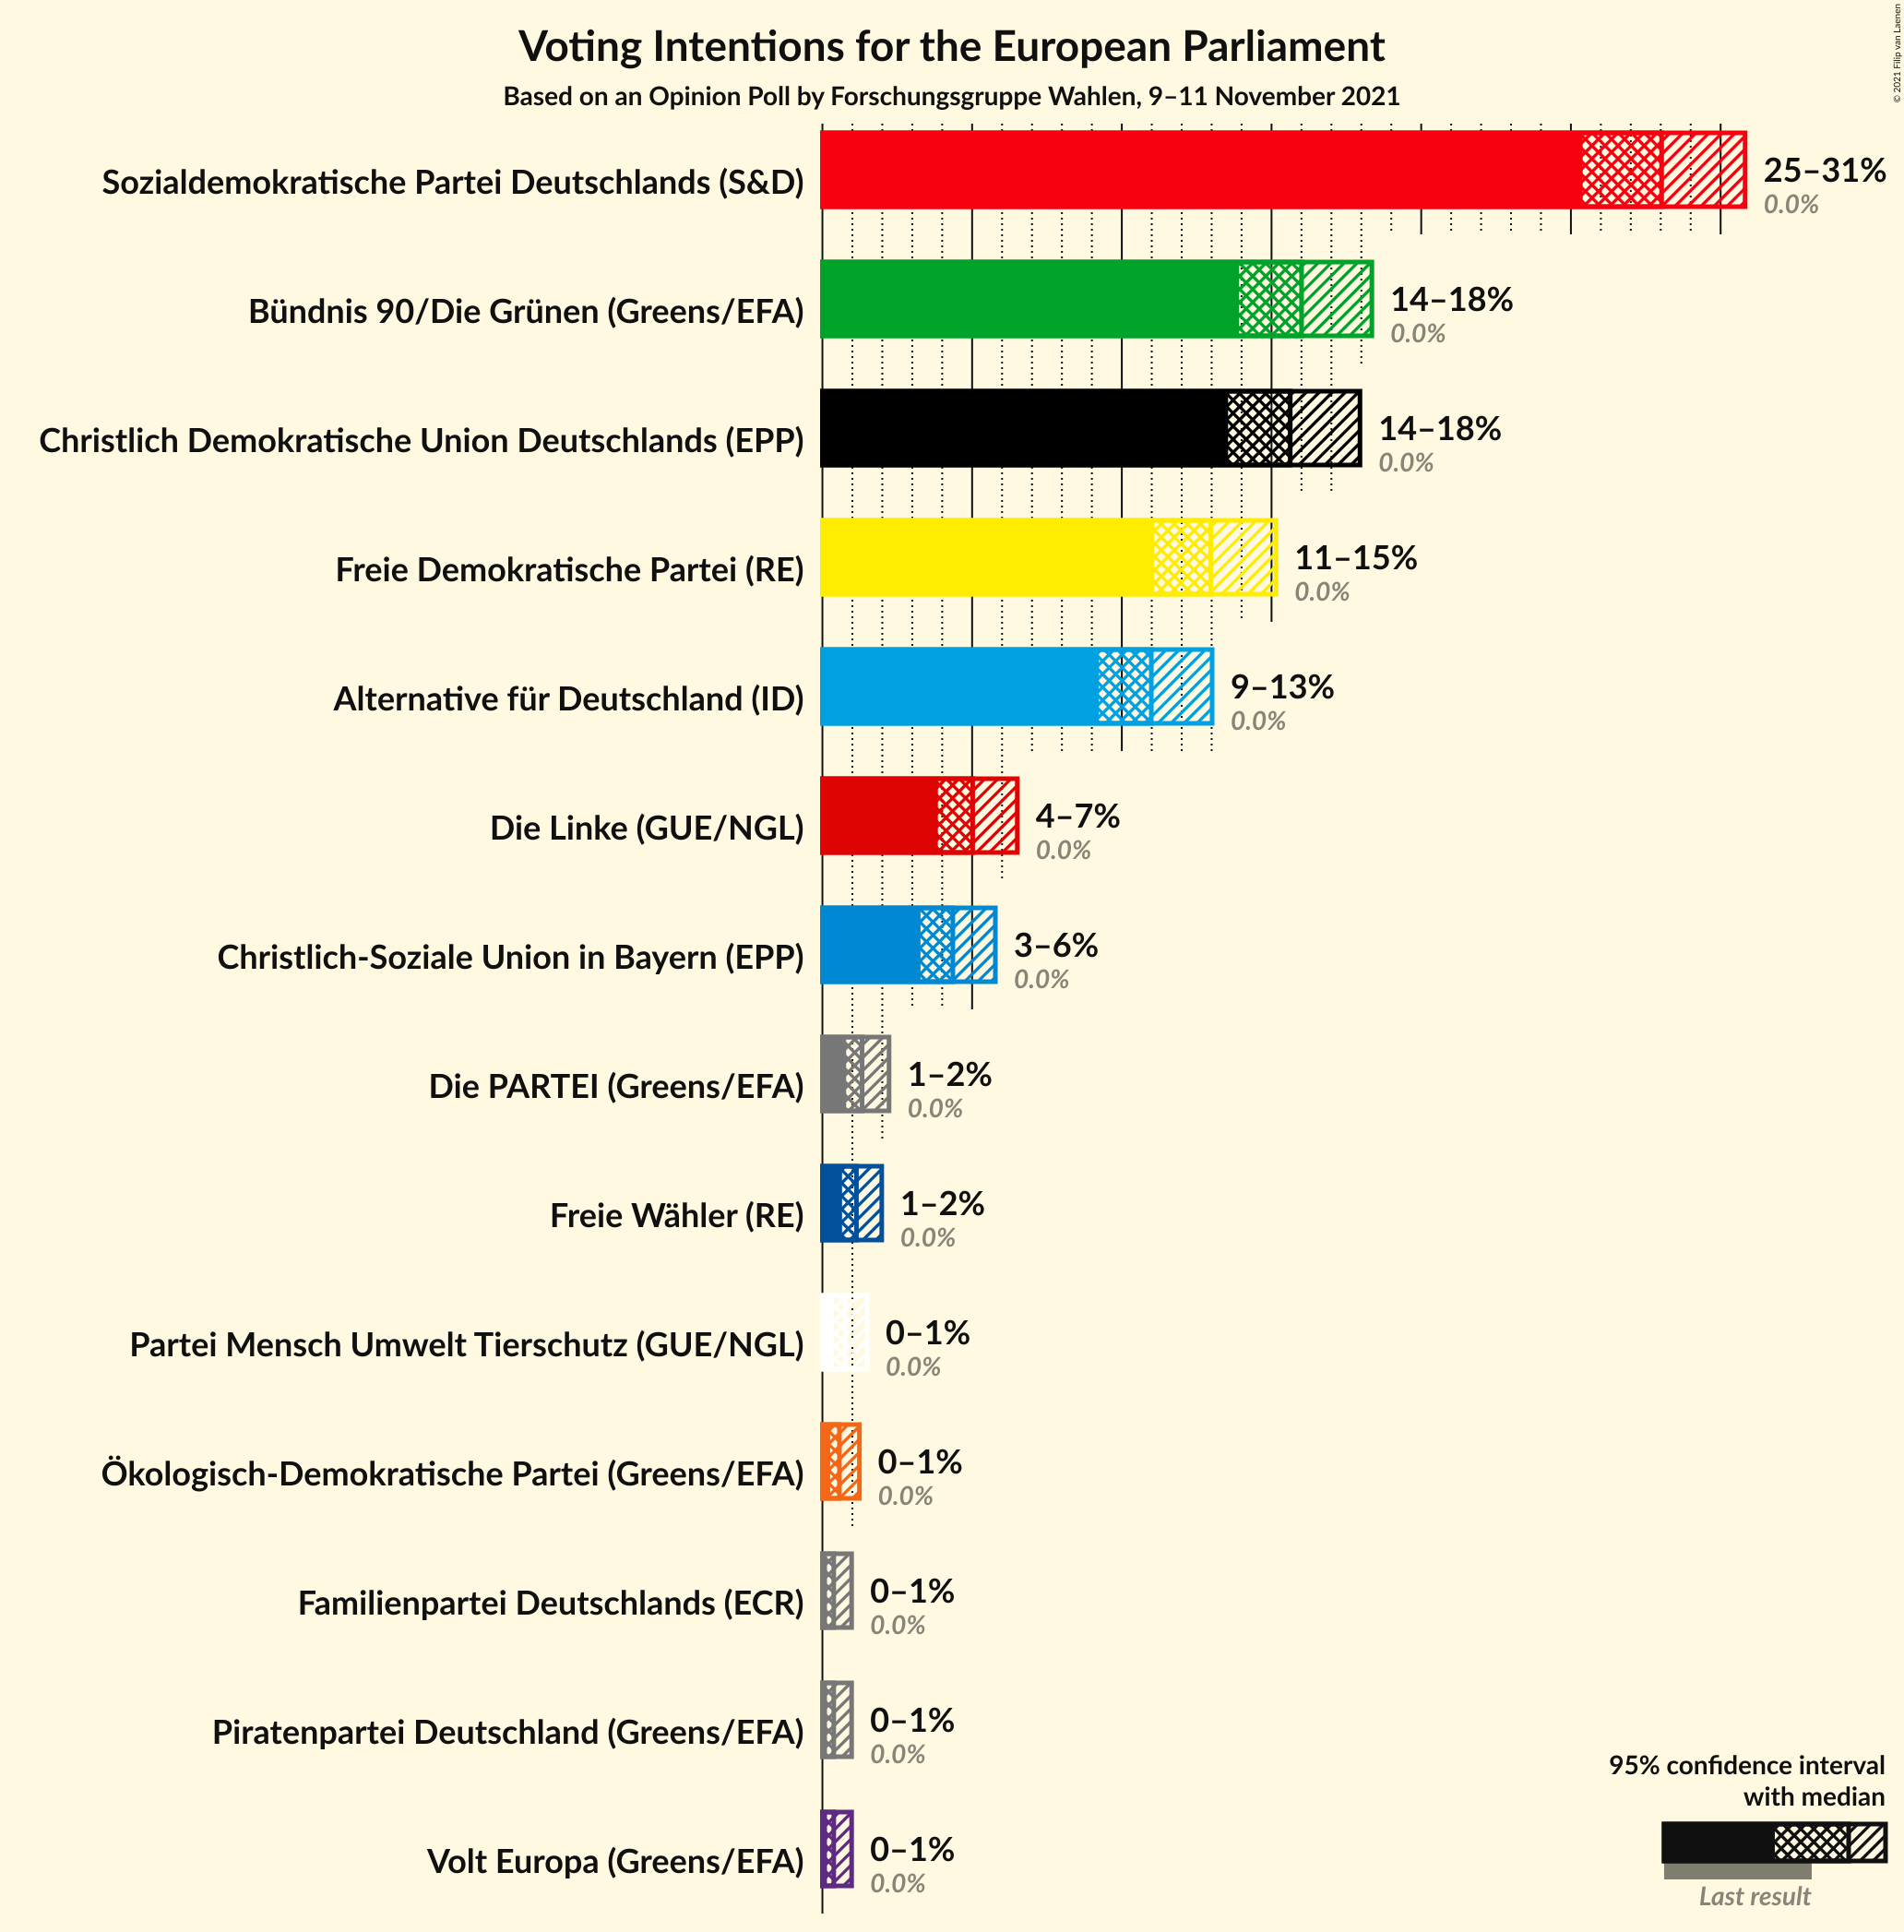 Voting Intentions for the European Parliament
Based on an Opinion Poll by Forschungsgruppe Wahlen, 9–11 November 2021
© 2021 Filip van Laenen
Sozialdemokratische Partei Deutschlands (S&D)
25–31%
0.0%
Bündnis 90/Die Grünen (Greens/EFA)
14–18%
0.0%
Christlich Demokratische Union Deutschlands (EPP)
14–18%
0.0%
Freie Demokratische Partei (RE)
11–15%
0.0%
Alternative für Deutschland (ID)
9–13%
0.0%
Die Linke (GUE/NGL)
4–7%
0.0%
Christlich-Soziale Union in Bayern (EPP)
3–6%
0.0%
Die PARTEI (Greens/EFA)
1–2%
0.0%
Freie Wähler (RE)
1–2%
0.0%
Partei Mensch Umwelt Tierschutz (GUE/NGL)
0–1%
0.0%
Ökologisch-Demokratische Partei (Greens/EFA)
0–1%
0.0%
Familienpartei Deutschlands (ECR)
0–1%
0.0%
Piratenpartei Deutschland (Greens/EFA)
0–1%
0.0%
Volt Europa (Greens/EFA)
0–1%
0.0%
95% confidence interval
with median
Last result